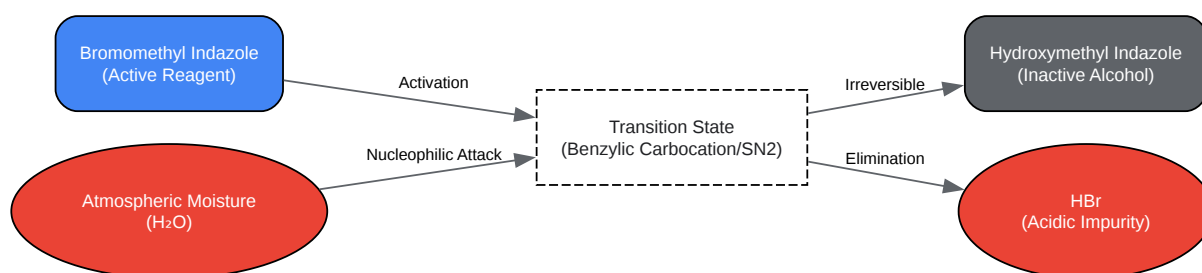 Bromomethyl Indazole
(Active Reagent)
Activation
Atmospheric Moisture
(H₂O)
Nucleophilic Attack
Transition State
(Benzylic Carbocation/SN2)
Irreversible
Hydroxymethyl Indazole
(Inactive Alcohol)
Elimination
HBr
(Acidic Impurity)